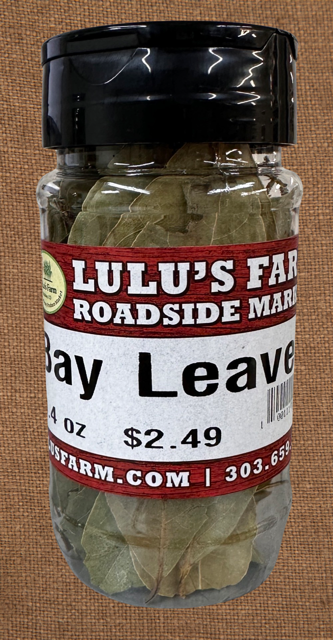 LULU'S FAR
ROADSIDE MARK
Bay Leave
.4 OZ $2.49
USFARM.COM | 303.659